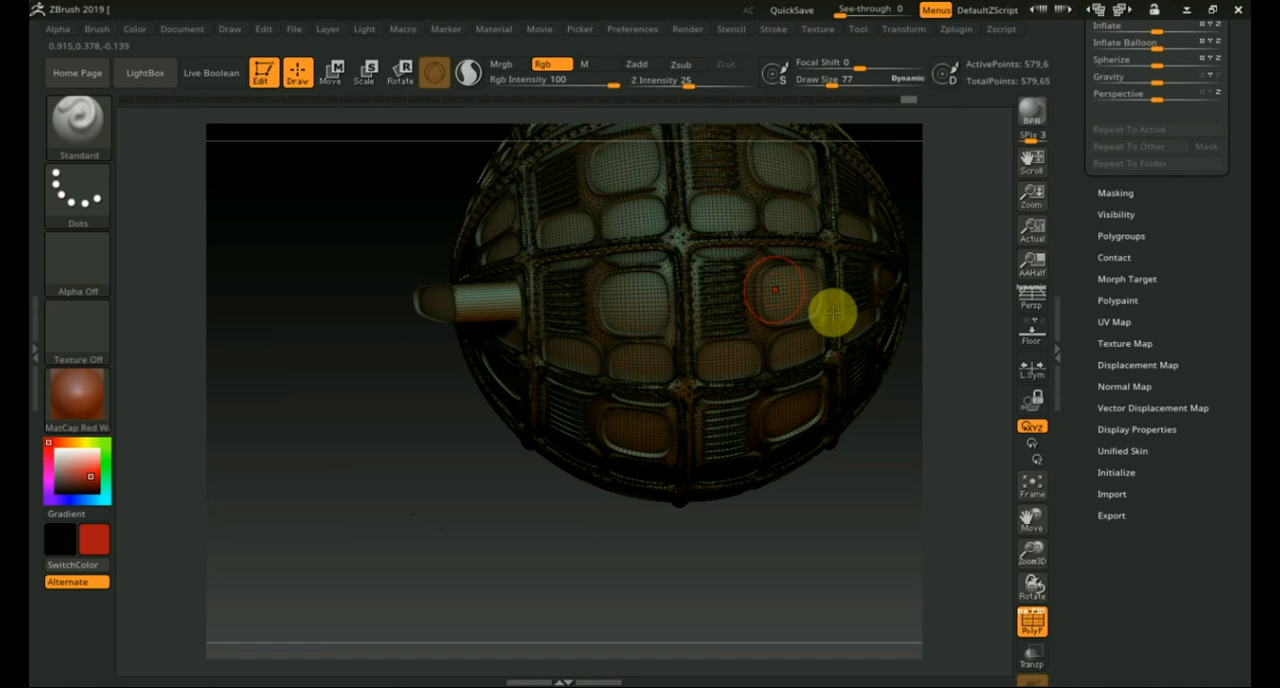 ZBrush 2019 [
AC QuickSave See-through 0 Menus DefaultZScript
Alpha Brush Color Document Draw Edit File Layer Light Macro Marker Material Movie Picker Preferences Render Stencil Stroke Texture Tool Transform Zplugin Zscript
0.915,0.378,-0.139
Home Page LightBox Live Boolean Edit Draw Move Scale Rotate
Mrgb Rgb M Zadd Zsub Zcut
Rgb Intensity 100 Z Intensity 25
S Focal Shift 0
Draw Size 77 Dynamic D
ActivePoints: 579,6
TotalPoints: 579,65
Standard
Dots
Alpha Off
Texture Off
MatCap Red W
Gradient
SwitchColor
Alternate
BPR
SPix 3
Scroll
Zoom
Actual
AAHalf
Dynamic
Persp
Floor
L.Sym
XYZ
Frame
Move
Zoom3D
Rotate
PolyF
Transp
Inflate
Inflate Balloon
Spherize
Gravity
Perspective
Repeat To Active
Repeat To Other Mask
Repeat To Folder
Masking
Visibility
Polygroups
Contact
Morph Target
Polypaint
UV Map
Texture Map
Displacement Map
Normal Map
Vector Displacement Map
Display Properties
Unified Skin
Initialize
Import
Export